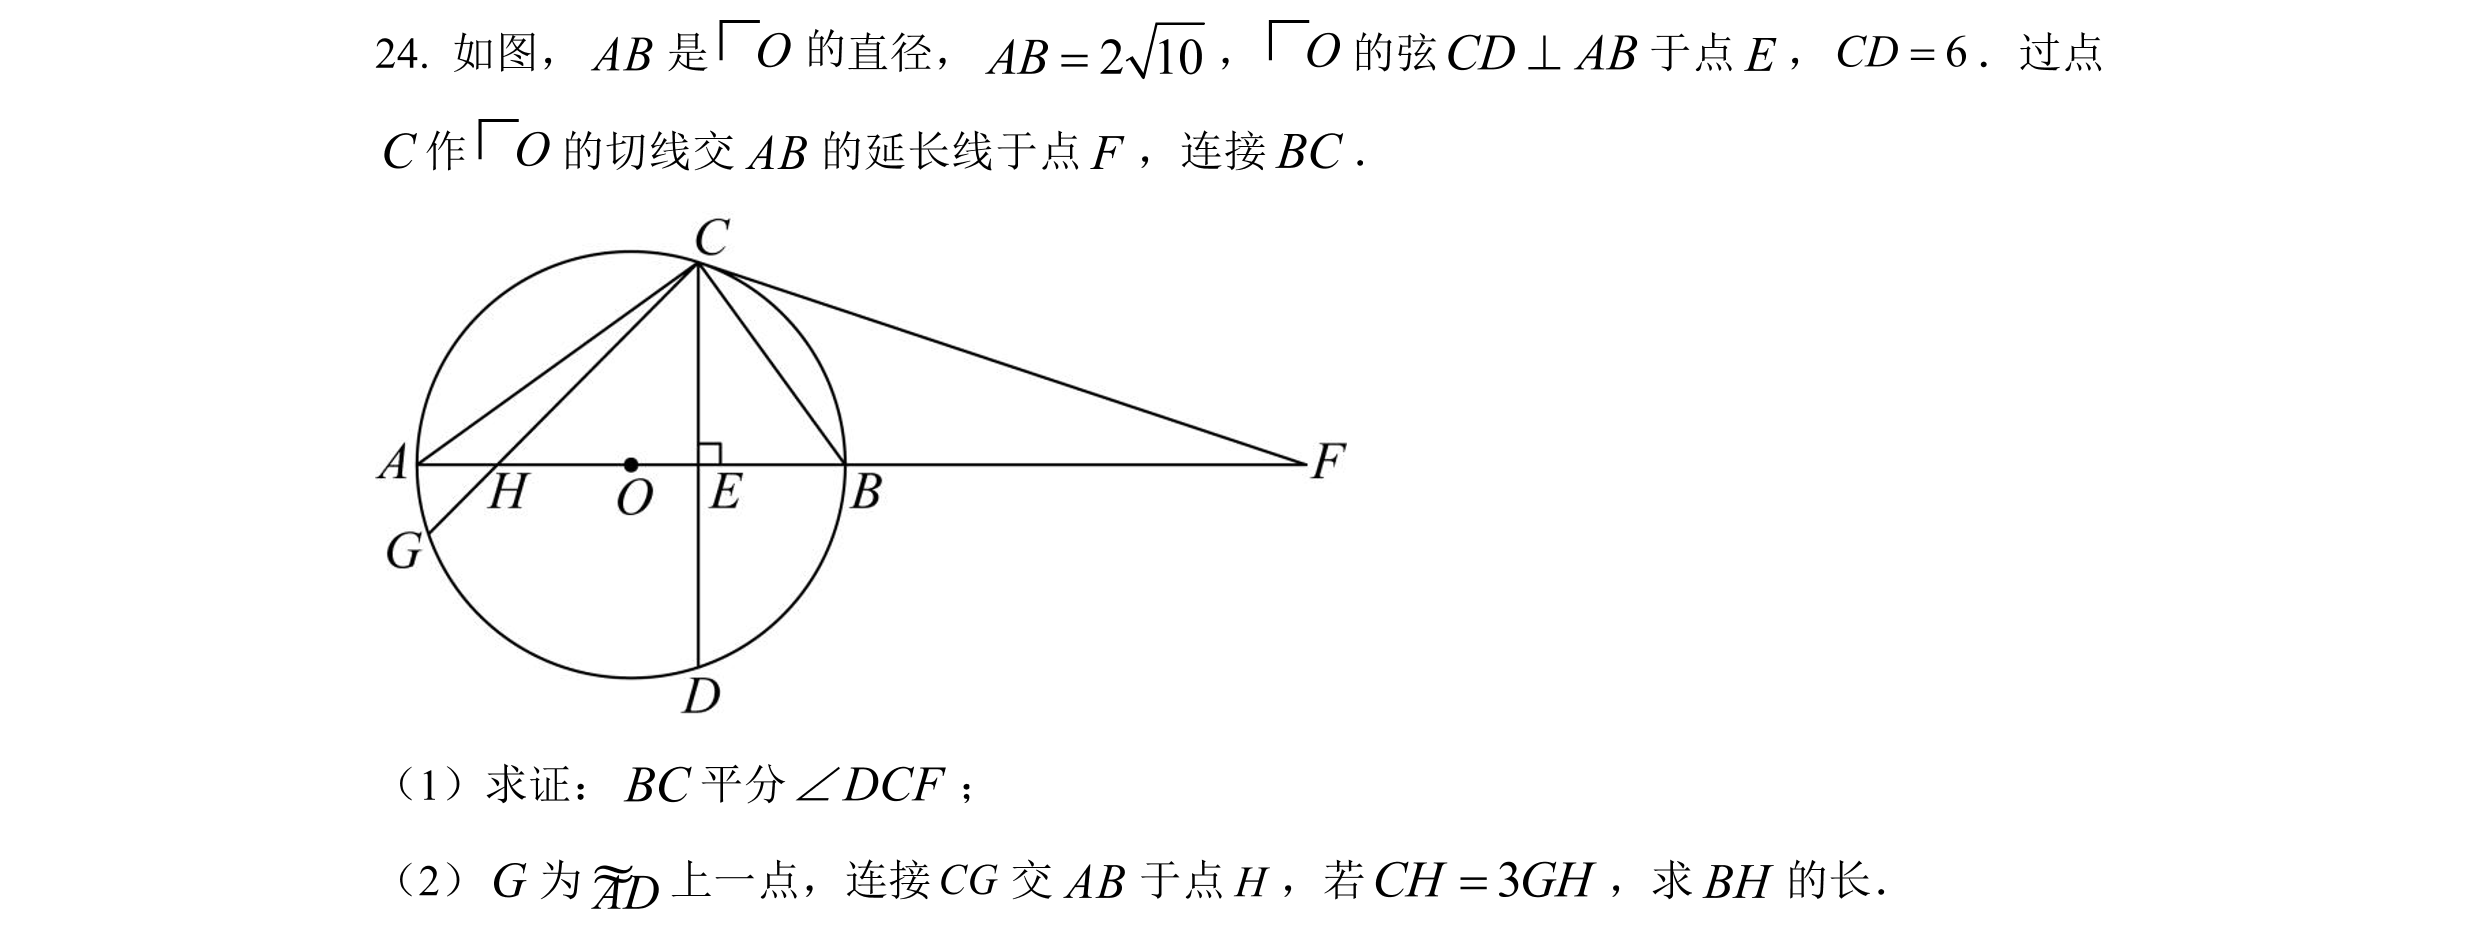 24. 如图，AB 是 O 的直径，AB = 2√10，O 的弦 CD ⊥ AB 于点 E，CD = 6．过点
C 作 O 的切线交 AB 的延长线于点 F，连接 BC．
C
A
H
O
E
B
F
G
D
（1）求证：BC 平分 ∠DCF；
（2）G 为 AD 上一点，连接 CG 交 AB 于点 H，若 CH = 3GH，求 BH 的长．